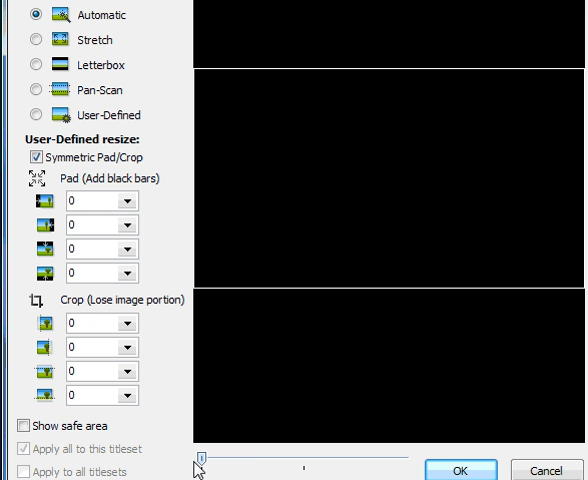 Automatic
Stretch
Letterbox
Pan-Scan
User-Defined
User-Defined resize:
Symmetric Pad/Crop
Pad (Add black bars)
0
0
0
0
Crop (Lose image portion)
0
0
0
0
Show safe area
Apply all to this titleset
Apply to all titlesets
OK
Cancel